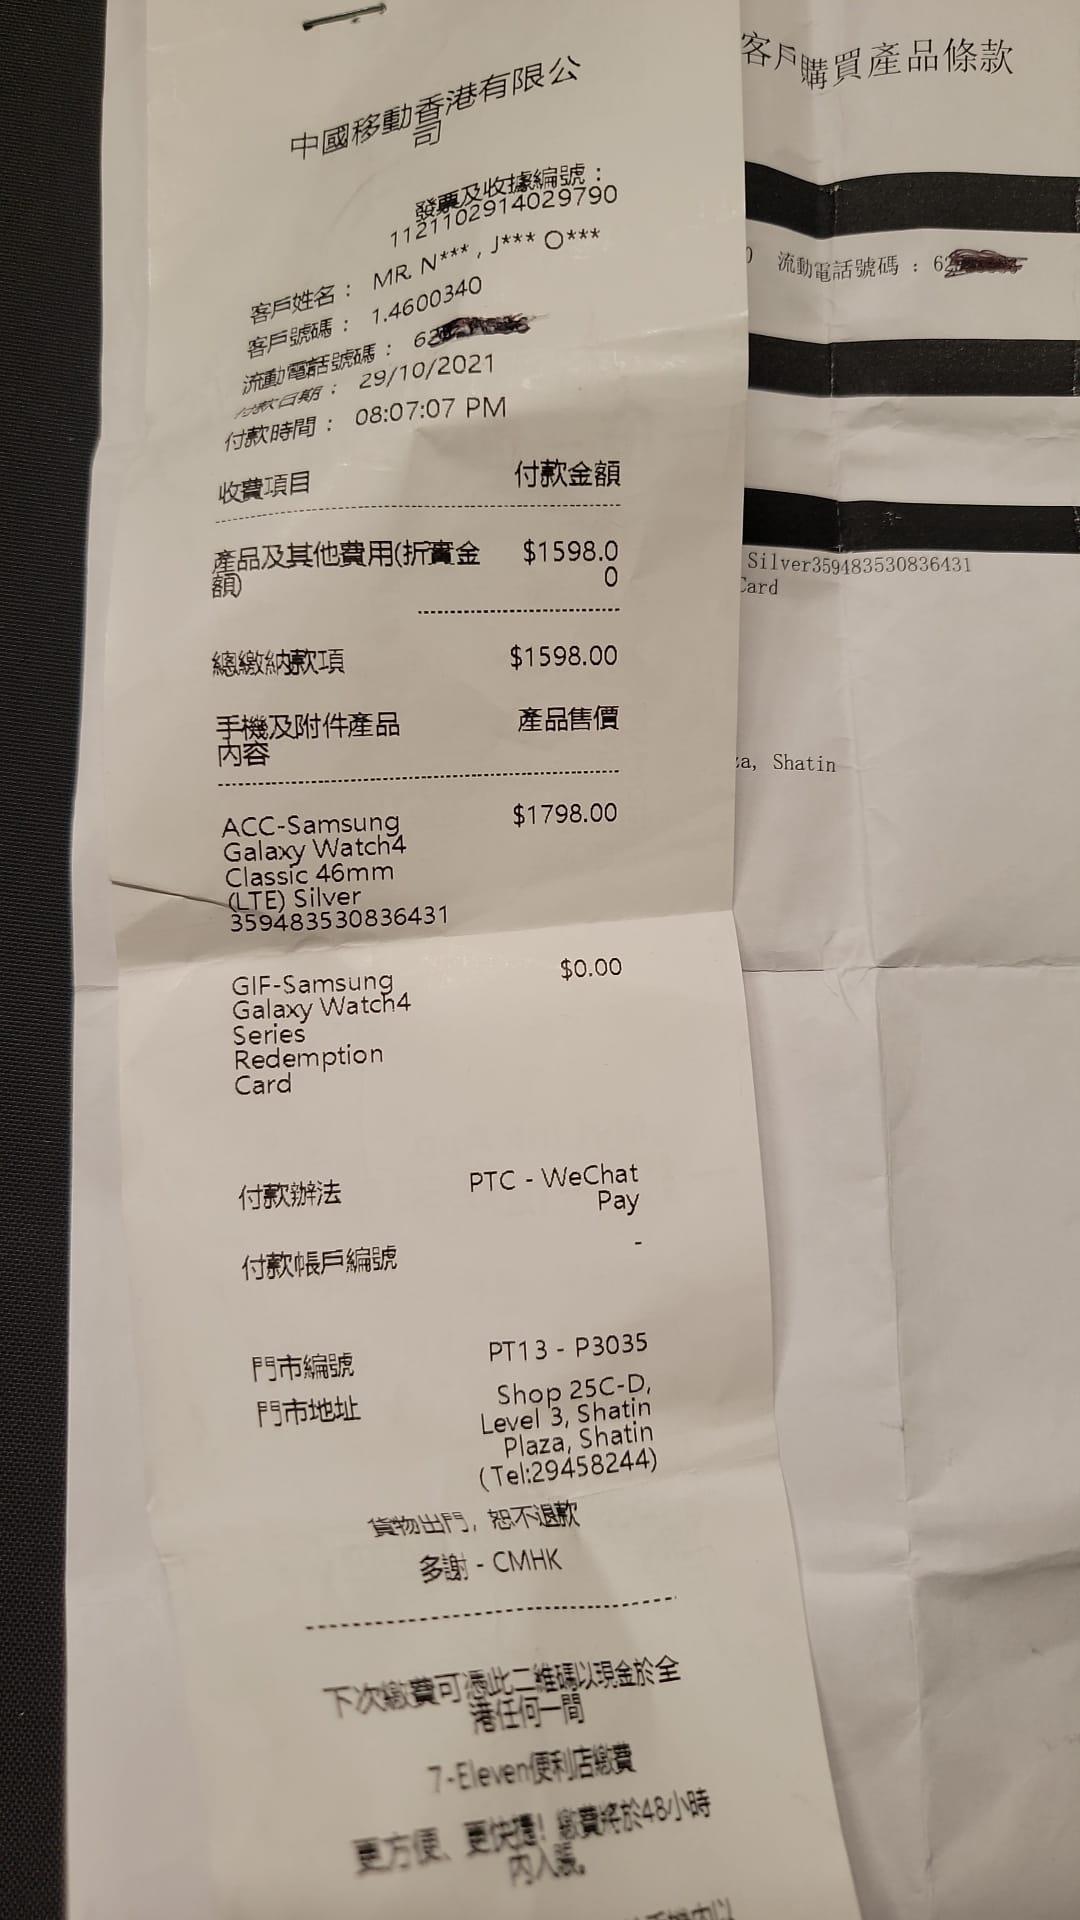 中國移動香港有限公
司
發票及收據編號：
1121102914029790
客戶姓名： MR. N*** , J*** O***
客戶號碼： 1.4600340
流動電話號碼： 62
付款日期： 29/10/2021
付款時間： 08:07:07 PM
收費項目 付款金額
產品及其他費用(折實金 $1598.0
額) 0
總繳納款項 $1598.00
手機及附件產品 產品售價
內容
ACC-Samsung $1798.00
Galaxy Watch4
Classic 46mm
(LTE) Silver
359483530836431
GIF-Samsung $0.00
Galaxy Watch4
Series
Redemption
Card
付款辦法 PTC - WeChat
Pay
付款帳戶編號 -
門市編號 PT13 - P3035
門市地址 Shop 25C-D,
Level 3, Shatin
Plaza, Shatin
(Tel:29458244)
貨物出門, 恕不退款
多謝 - CMHK
下次繳費可憑此二維碼以現金於全
港任何一間
7-Eleven便利店繳費
更方便、更快捷! 繳費將於48小時
內入賬。
客戶購買產品條款
流動電話號碼 : 62
Silver359483530836431
Card
za, Shatin